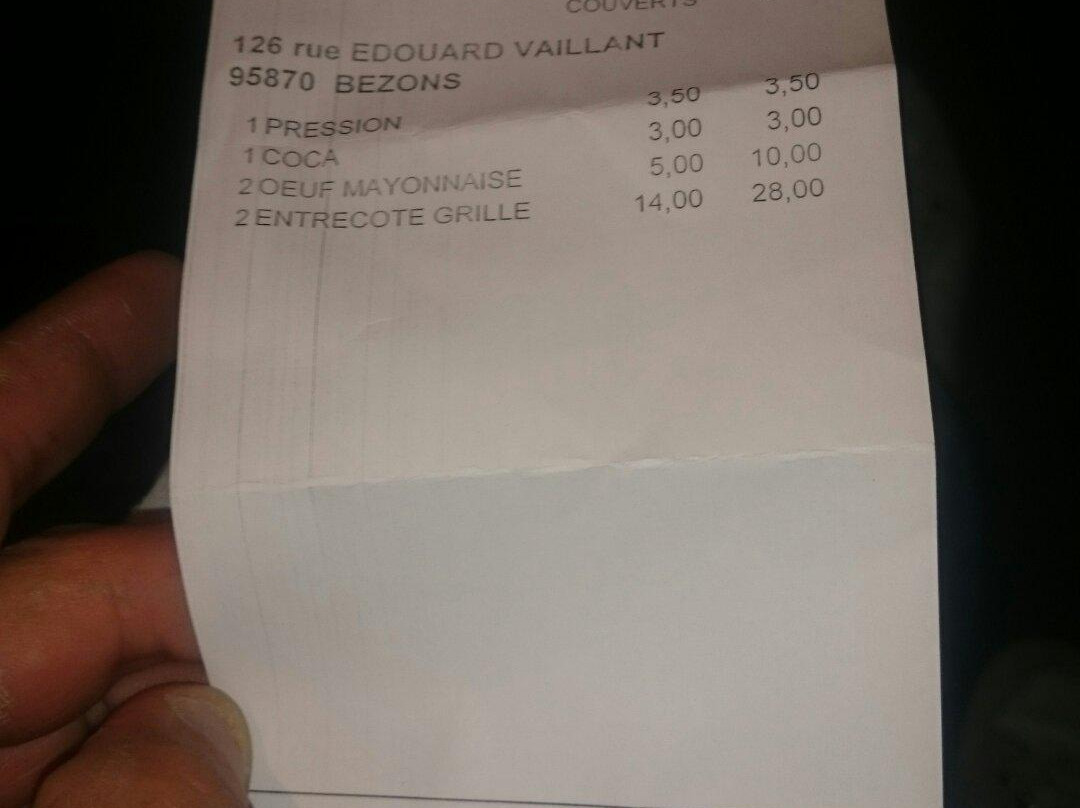 COUVERTS
126 rue EDOUARD VAILLANT
95870 BEZONS
1 PRESSION 3,50 3,50
1 COCA 3,00 3,00
2 OEUF MAYONNAISE 5,00 10,00
2 ENTRECOTE GRILLE 14,00 28,00